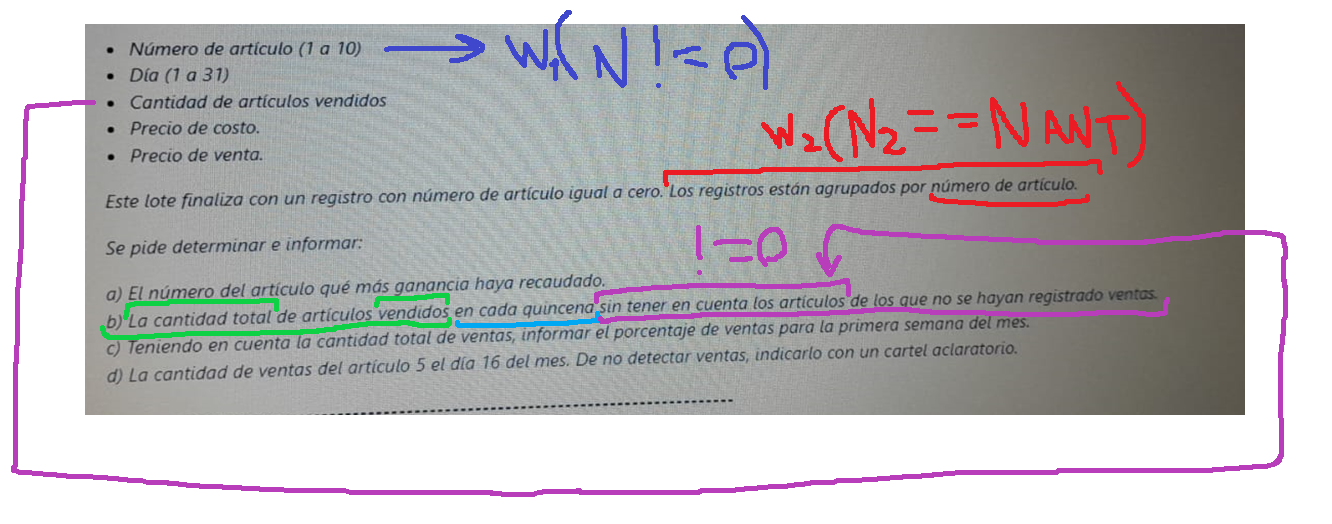 • Número de artículo (1 a 10) W1(N!=0)
• Día (1 a 31)
• Cantidad de artículos vendidos
• Precio de costo.
W2(N2==NANT)
• Precio de venta.
Este lote finaliza con un registro con número de artículo igual a cero. Los registros están agrupados por número de artículo.
Se pide determinar e informar:
!=0
a) El número del artículo qué más ganancia haya recaudado.
b) La cantidad total de artículos vendidos en cada quincena sin tener en cuenta los artículos de los que no se hayan registrado ventas.
c) Teniendo en cuenta la cantidad total de ventas, informar el porcentaje de ventas para la primera semana del mes.
d) La cantidad de ventas del artículo 5 el día 16 del mes. De no detectar ventas, indicarlo con un cartel aclaratorio.